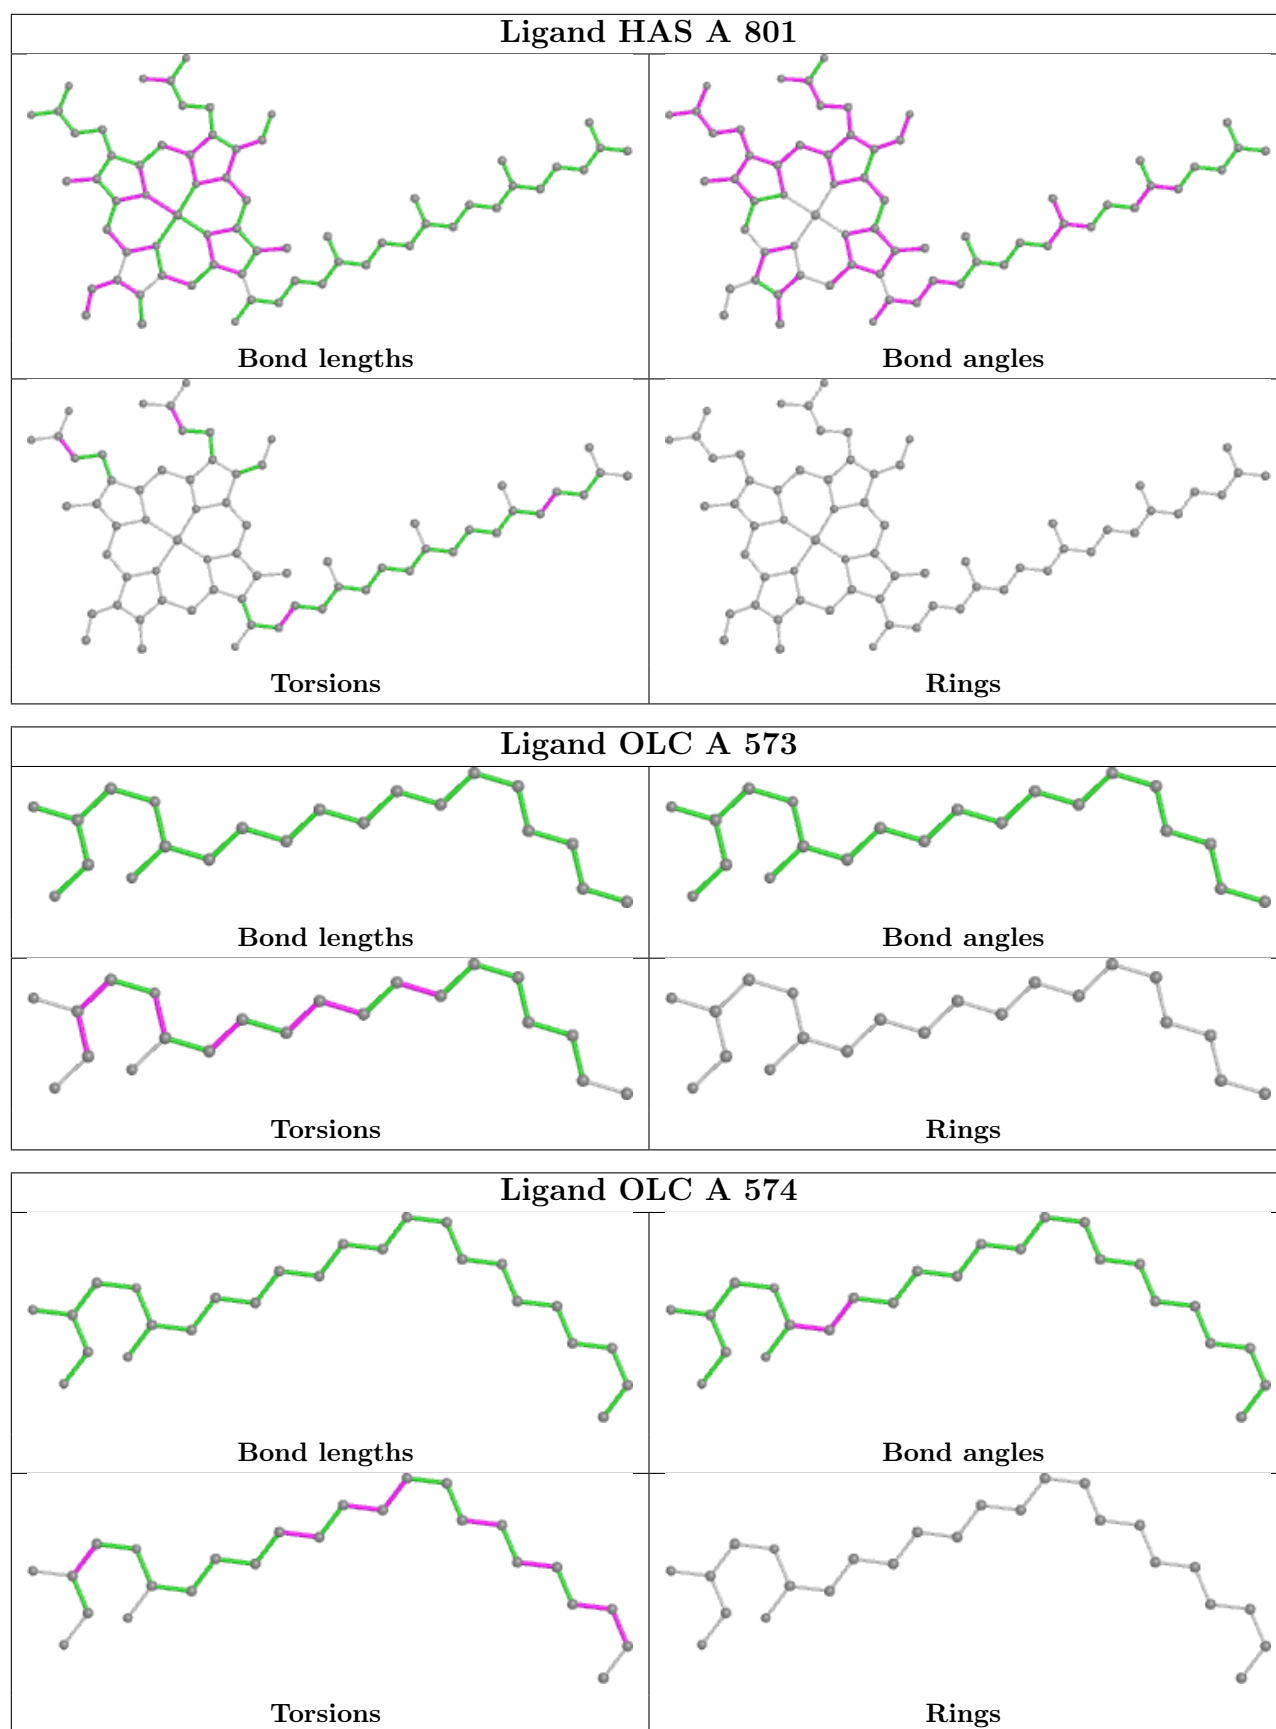 Ligand HAS A 801
Bond lengths
Bond angles
Torsions
Rings
Ligand OLC A 573
Bond lengths
Bond angles
Torsions
Rings
Ligand OLC A 574
Bond lengths
Bond angles
Torsions
Rings